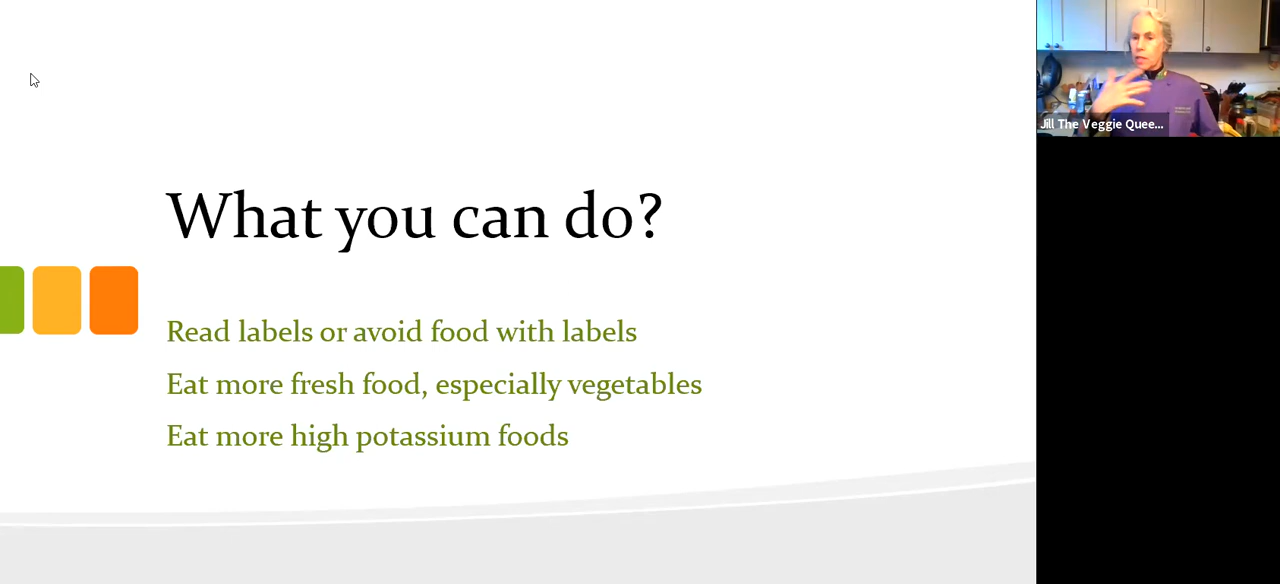 What you can do?
Read labels or avoid food with labels
Eat more fresh food, especially vegetables
Eat more high potassium foods
Jill The Veggie Quee...